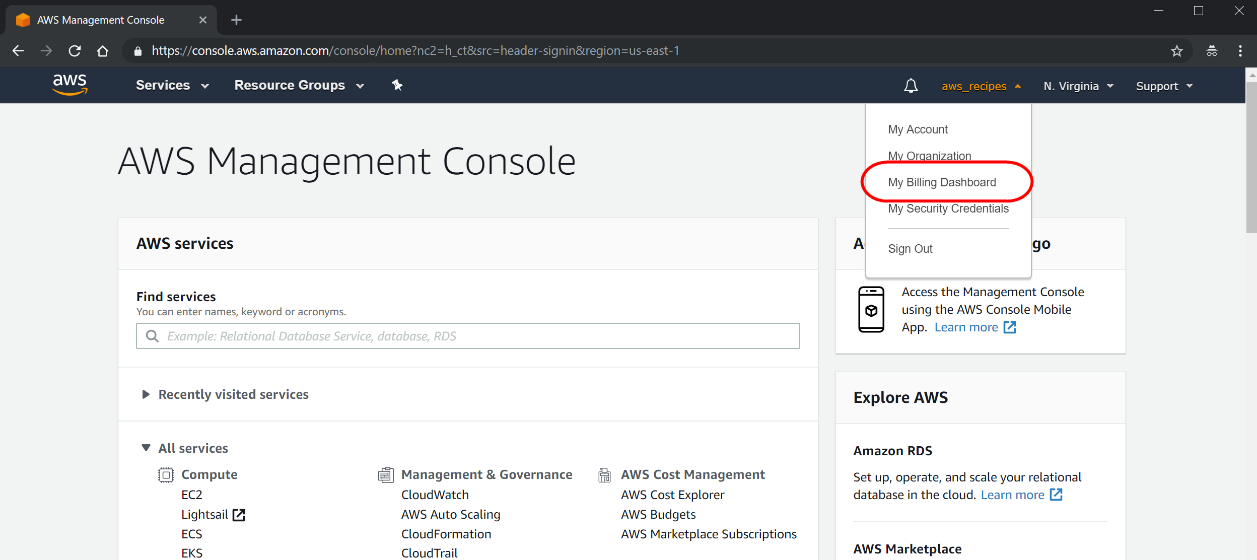 AWS Management Console
https://console.aws.amazon.com/console/home?nc2=h_ct&src=header-signin&region=us-east-1
aws Services Resource Groups aws_recipes N. Virginia Support
My Account
My Organization
My Billing Dashboard
My Security Credentials
Sign Out
AWS Management Console
AWS services
Find services
You can enter names, keyword or acronyms.
Example: Relational Database Service, database, RDS
Recently visited services
All services
Compute
EC2
Lightsail
ECS
EKS
Management & Governance
CloudWatch
AWS Auto Scaling
CloudFormation
CloudTrail
AWS Cost Management
AWS Cost Explorer
AWS Budgets
AWS Marketplace Subscriptions
Access the Management Console
using the AWS Console Mobile
App. Learn more
Explore AWS
Amazon RDS
Set up, operate, and scale your relational
database in the cloud. Learn more
AWS Marketplace